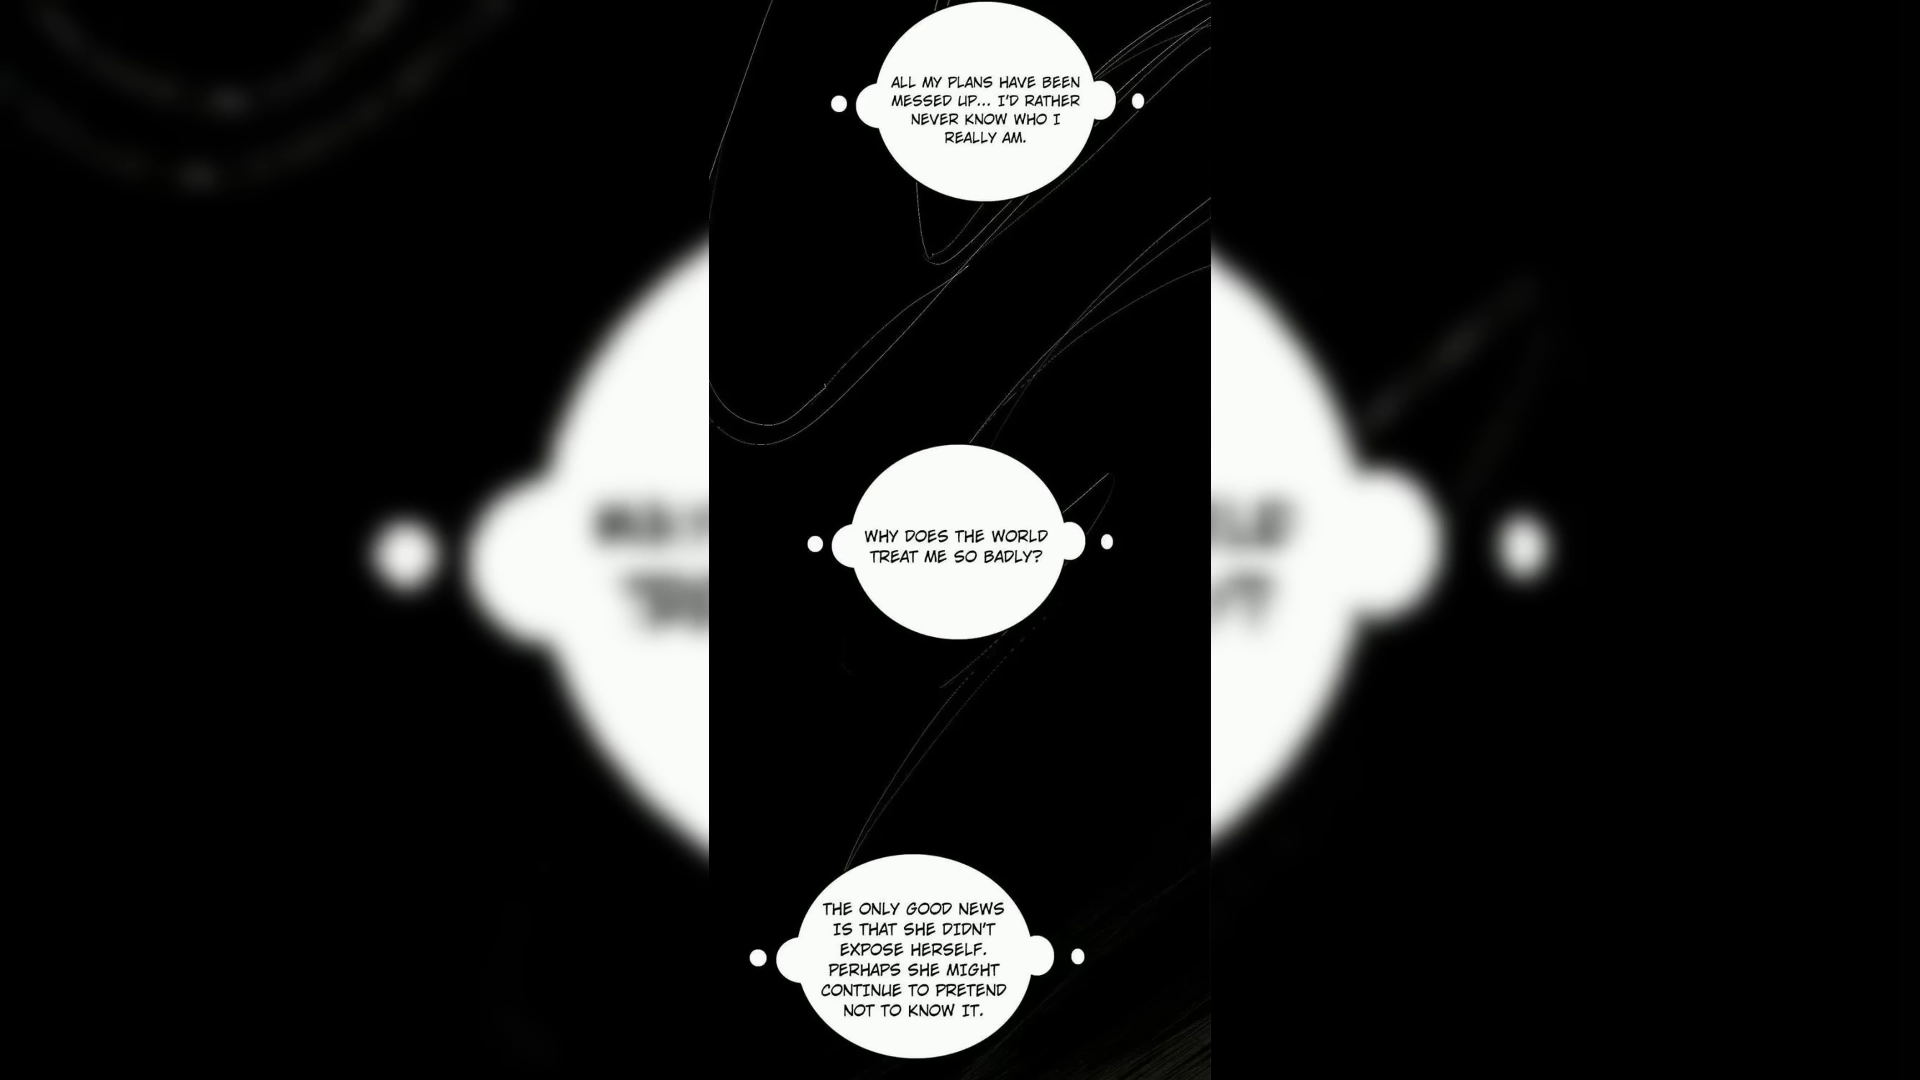 ALL MY PLANS HAVE BEEN
MESSED UP... I'D RATHER
NEVER KNOW WHO I
REALLY AM.
WHY DOES THE WORLD
TREAT ME SO BADLY?
THE ONLY GOOD NEWS
IS THAT SHE DIDN'T
EXPOSE HERSELF.
PERHAPS SHE MIGHT
CONTINUE TO PRETEND
NOT TO KNOW IT.